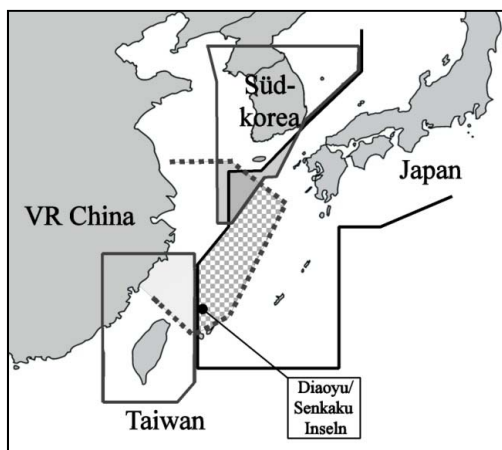 Süd-
korea
Japan
VR China
Diaoyu/
Senkaku
Inseln
Taiwan